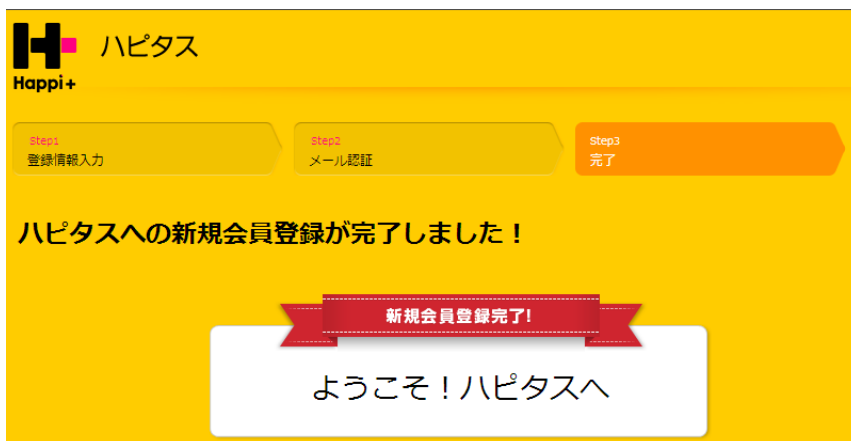 H
ハピタス
Happi+
Step1
登録情報入力
Step2
メール認証
Step3
完了
ハピタスへの新規会員登録が完了しました！
新規会員登録完了!
ようこそ！ハピタスへ